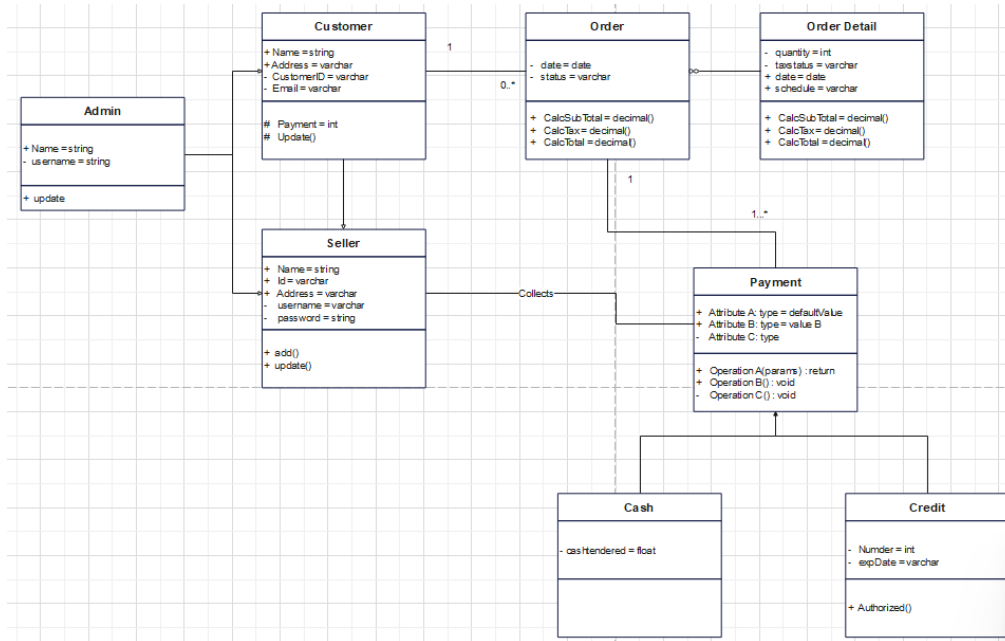 Customer
+ Name = string
+ Address = varchar
- CustomerID = varchar
- Email = varchar
# Payment = int
# Update()
1
0..*
Order
- date = date
- status = varchar
+ CalcSubTotal = decimal()
+ CalcTax = decimal()
+ CalcTotal = decimal()
Order Detail
- quantity = int
- taxstatus = varchar
+ date = date
+ schedule = varchar
+ CalcSubTotal = decimal()
+ CalcTax = decimal()
+ CalcTotal = decimal()
Admin
+ Name = string
- username = string
+ update
1
1...*
Seller
+ Name = string
+ Id = varchar
+ Address = varchar
- username = varchar
- password = string
+ add()
+ update()
Collects
Payment
+ Attribute A: type = defaultValue
+ Attribute B: type = value B
- Attribute C: type
+ Operation A(params) : return
+ Operation B() : void
- Operation C() : void
Cash
- cashtendered = float
Credit
- Numder = int
- expDate = varchar
+ Authorized()